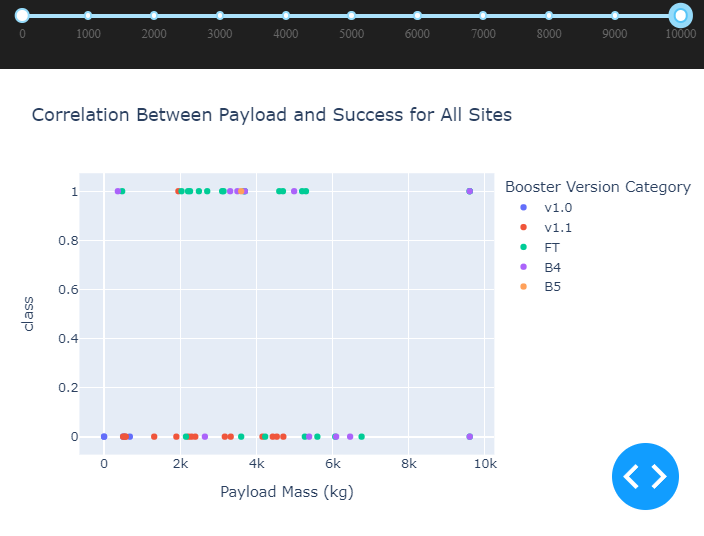 0 1000 2000 3000 4000 5000 6000 7000 8000 9000 10000
Correlation Between Payload and Success for All Sites
Booster Version Category
v1.0
v1.1
FT
B4
B5
1
0.8
0.6
0.4
0.2
0
class
0 2k 4k 6k 8k 10k
Payload Mass (kg)